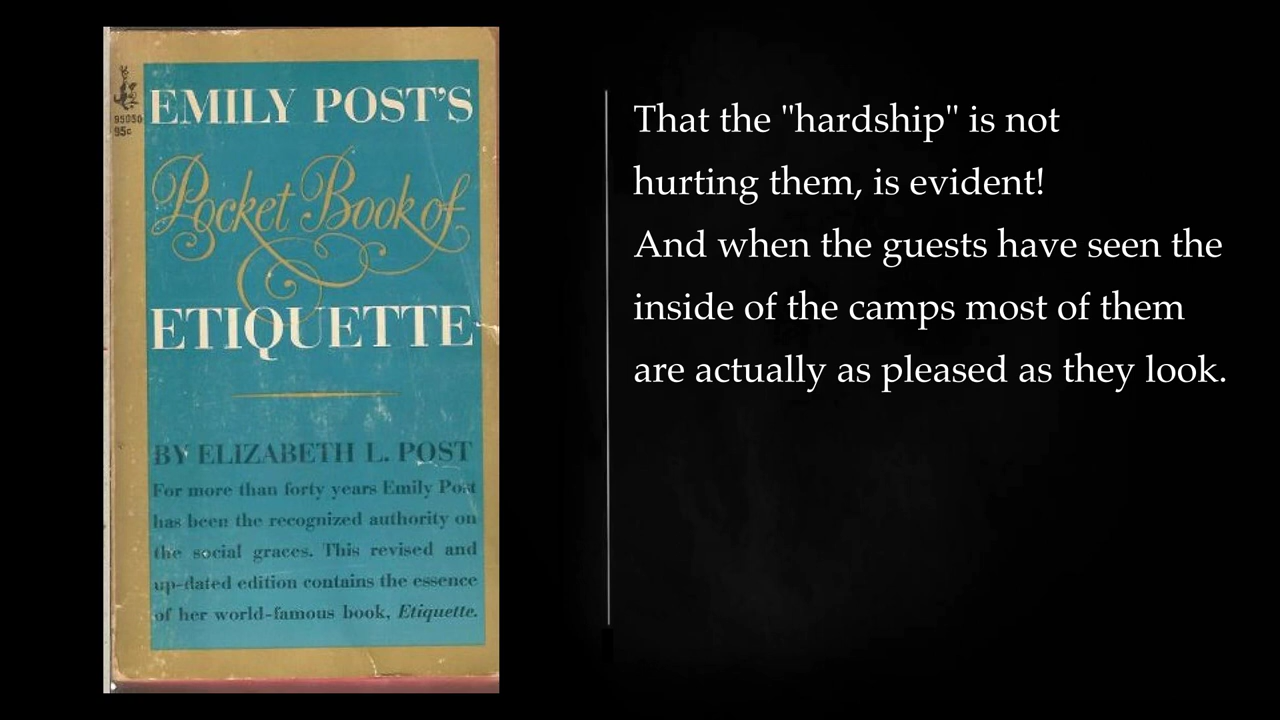 EMILY POST'S
Pocket Book of
ETIQUETTE
95050
95c
BY ELIZABETH L. POST
For more than forty years Emily Post
has been the recognized authority on
the social graces. This revised and
up-dated edition contains the essence
of her world-famous book, Etiquette.
That the "hardship" is not
hurting them, is evident!
And when the guests have seen the
inside of the camps most of them
are actually as pleased as they look.